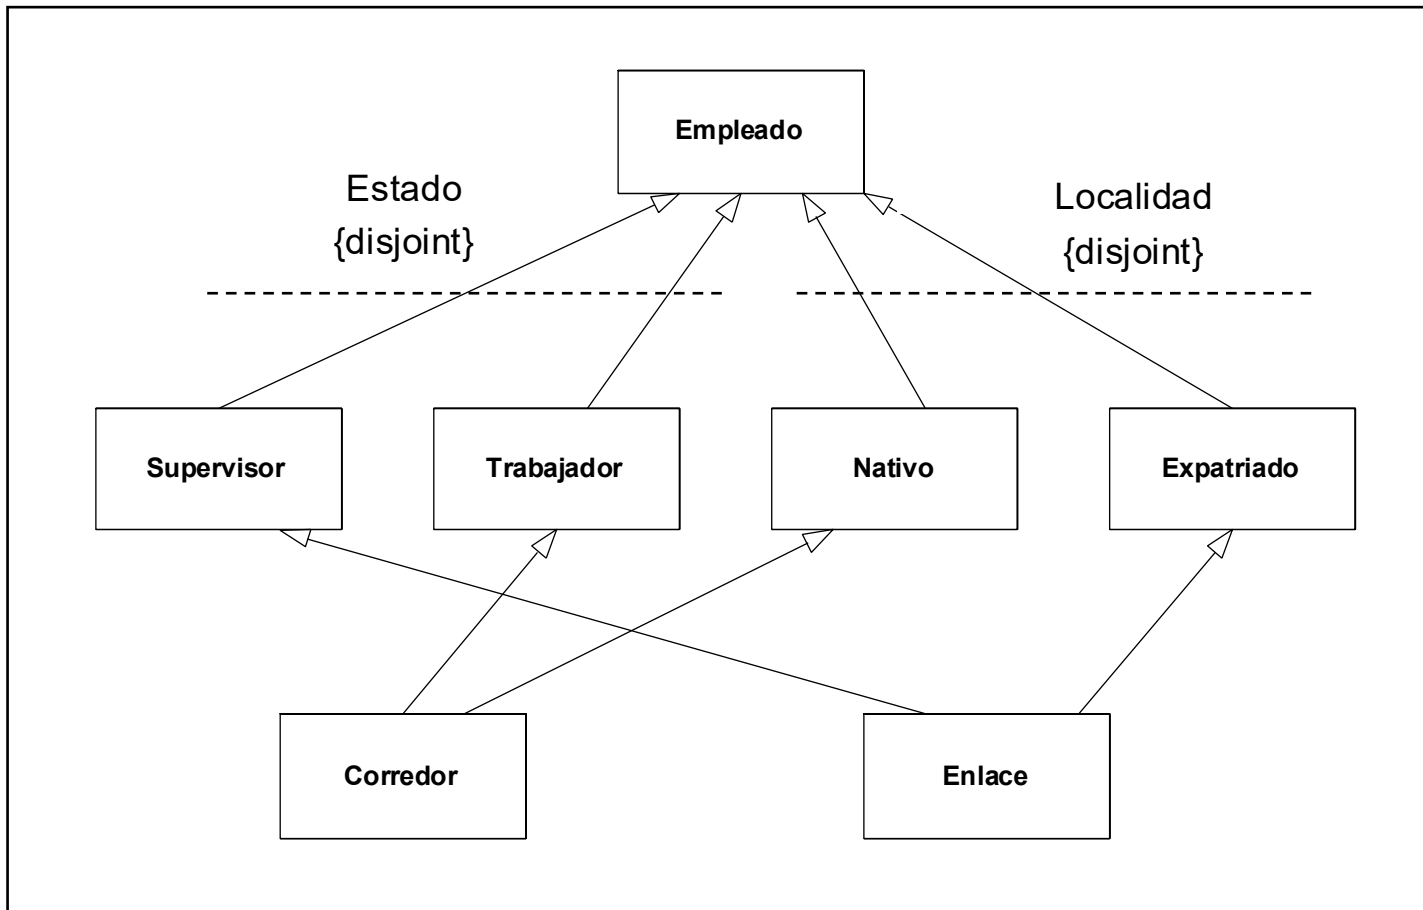 Empleado
Estado
{disjoint}
Localidad
{disjoint}
Supervisor
Trabajador
Nativo
Expatriado
Corredor
Enlace